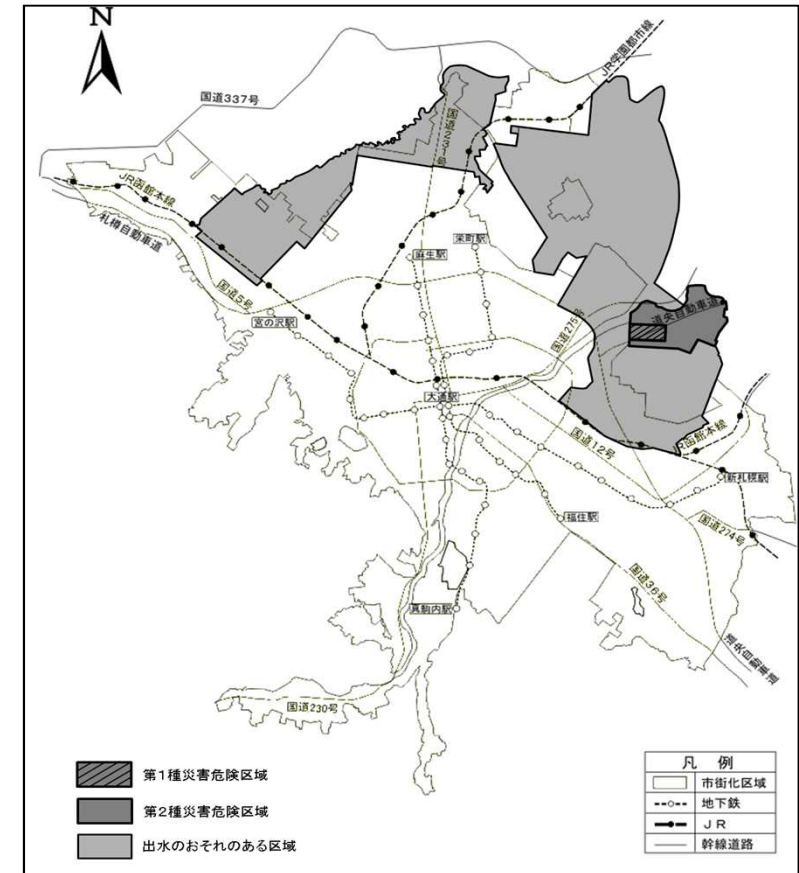 N
JR学園都市線
国道337号
国道231号
JR函館本線
札樽自動車道
栄町駅
麻生駅
国道5号
道央自動車道
宮の沢駅
国道275号
大通駅
国道12号
JR函館本線
新札幌駅
福住駅
国道274号
国道36号
真駒内駅
道央自動車道
国道230号
第1種災害危険区域
第2種災害危険区域
出水のおそれのある区域
凡 例
市街化区域
地下鉄
JR
幹線道路